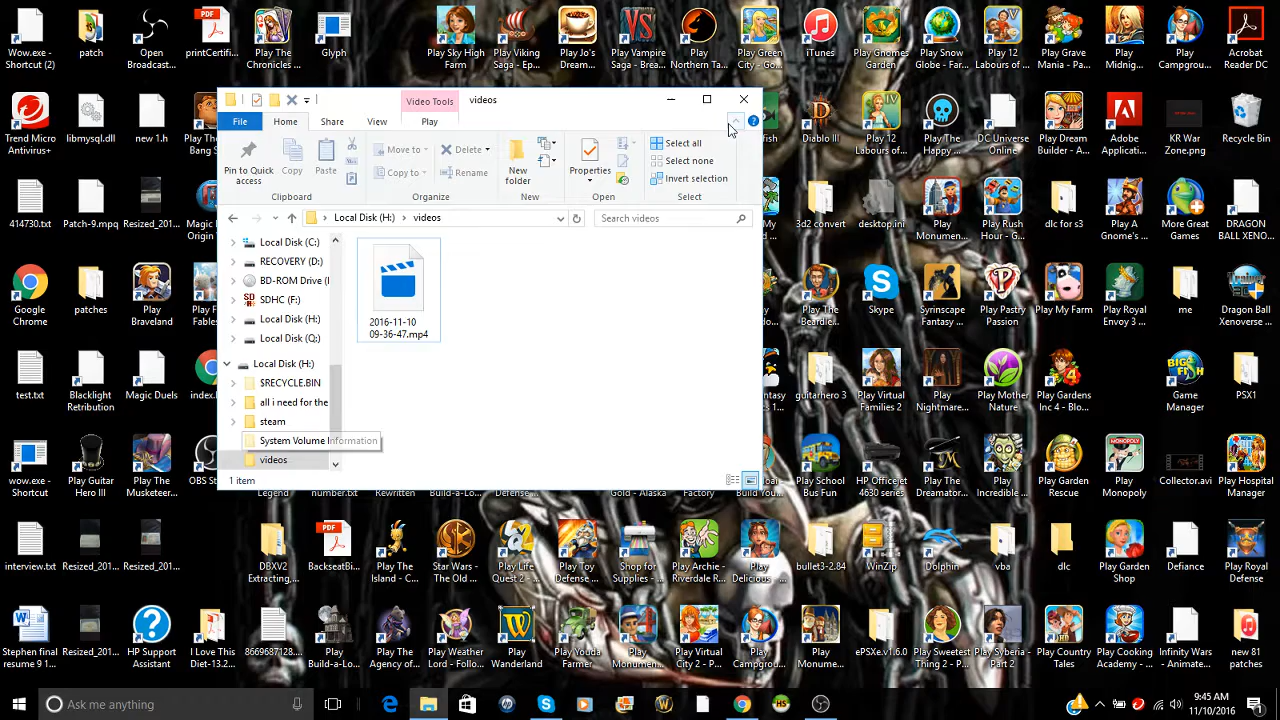 Wow.exe - Shortcut (2)
patch
Open Broadcast...
printCertifi...
Play The Chronicles ...
Glyph
Play Sky High Farm
Play Viking Saga - Ep...
Play Jo's Dream...
Play Vampire Saga - Brea...
Play Northern Ta...
Play Green City - Go...
iTunes
Play Gnomes Garden
Play Snow Globe - Far...
Play 12 Labours of...
Play Grave Mania - Pa...
Play Midnig...
Play Campgrou...
Acrobat Reader DC
Video Tools
videos
File
Home
Share
View
Play
Pin to Quick access
Copy
Paste
Clipboard
Move to
Copy to
Delete
Rename
Organize
New folder
New
Properties
Open
Select all
Select none
Invert selection
Select
Local Disk (H:)
videos
Search videos
Local Disk (C:)
RECOVERY (D:)
BD-ROM Drive (
SDHC (F:)
Local Disk (H:)
Local Disk (Q:)
Local Disk (H:)
$RECYCLE.BIN
all i need for the
steam
System Volume Information
videos
2016-11-10 09-36-47.mp4
1 item
Trend Micro Antivirus+
libmysql.dll
new 1.h
Play The Bang S
Diablo III
Play 12 Labours of...
Play The Happy ...
DC Universe Online
Play Dream Builder - A...
Adobe Applicati...
KR War Zone.png
Recycle Bin
414730.txt
Patch-9.mpq
Resized_201...
Magic Origin
3d2 convert
desktop.ini
Play Monumen...
Play Rush Hour - G...
dlc for s3
Play A Gnome's ...
More Great Games
DRAGON BALL XENO...
Google Chrome
patches
Play Braveland
Play F Fables
Play The Beardle...
Skype
Syrinscape Fantasy ...
Play Pastry Passion
Play My Farm
Play Royal Envoy 3 ...
me
Trainer
Dragon Ball Xenoverse ...
test.txt
Blacklight Retribution
Magic Duels
index.
guitarhero 3
Play Virtual Families 2
Play Nightmare...
Play Mother Nature
Play Gardens Inc 4 - Blo...
BIG FISH
Game Manager
PSX1
wow.exe - Shortcut
Play Guitar Hero III
Play The Musketeer...
OBS St
Legend
number.txt
Rewritten
Build-a-Lo...
Defense ...
Gold - Alaska
Factory
Build You...
Play School Bus Fun
HP Officejet 4630 series
Play The Dreamator...
Play Incredible ...
Play Garden Rescue
MONOPOLY
Play Monopoly
Collector.avi
Play Hospital Manager
interview.txt
Resized_201...
Resized_201...
DBXV2 Extracting,...
BackseatBi...
Play The Island - C...
Star Wars - The Old ...
Play Life Quest 2 - ...
Play Toy Defense ...
Shop for Supplies - ...
Play Archie - Riverdale R...
Play Delicious - ...
bullet3-2.84
WinZip
Dolphin
vba
dlc
Play Garden Shop
Defiance
Play Royal Defense
Stephen final resume 9 1...
Resized_201...
HP Support Assistant
I Love This Diet-13.2...
8669687128...
Play Build-a-Lo...
Play The Agency of...
Play Weather Lord - Follo...
Play Wanderland
Play Youda Farmer
Play Monumen...
Play Virtual City 2 - P...
Play Campgrou...
Play Monume...
ePSXe.v1.6.0
Play Sweetest Thing 2 - P...
Play Syberia - Part 2
Play Country Tales
Play Cooking Academy - ...
Infinity Wars - Animate...
new 81 patches
Ask me anything
9:45 AM
11/10/2016